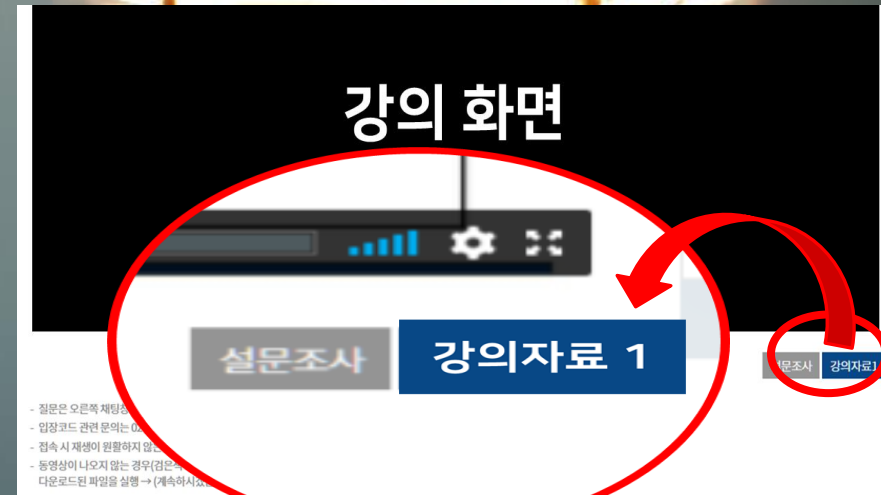 강의 화면
설문조사
강의자료 1
설문조사
강의자료1
- 질문은 오른쪽 채팅창
- 입장코드 관련 문의는
- 접속 시 재생이 원활하지
- 동영상이 나오지 않는 경우(검은색
다운로드된 파일을 실행 → (계속하시겠